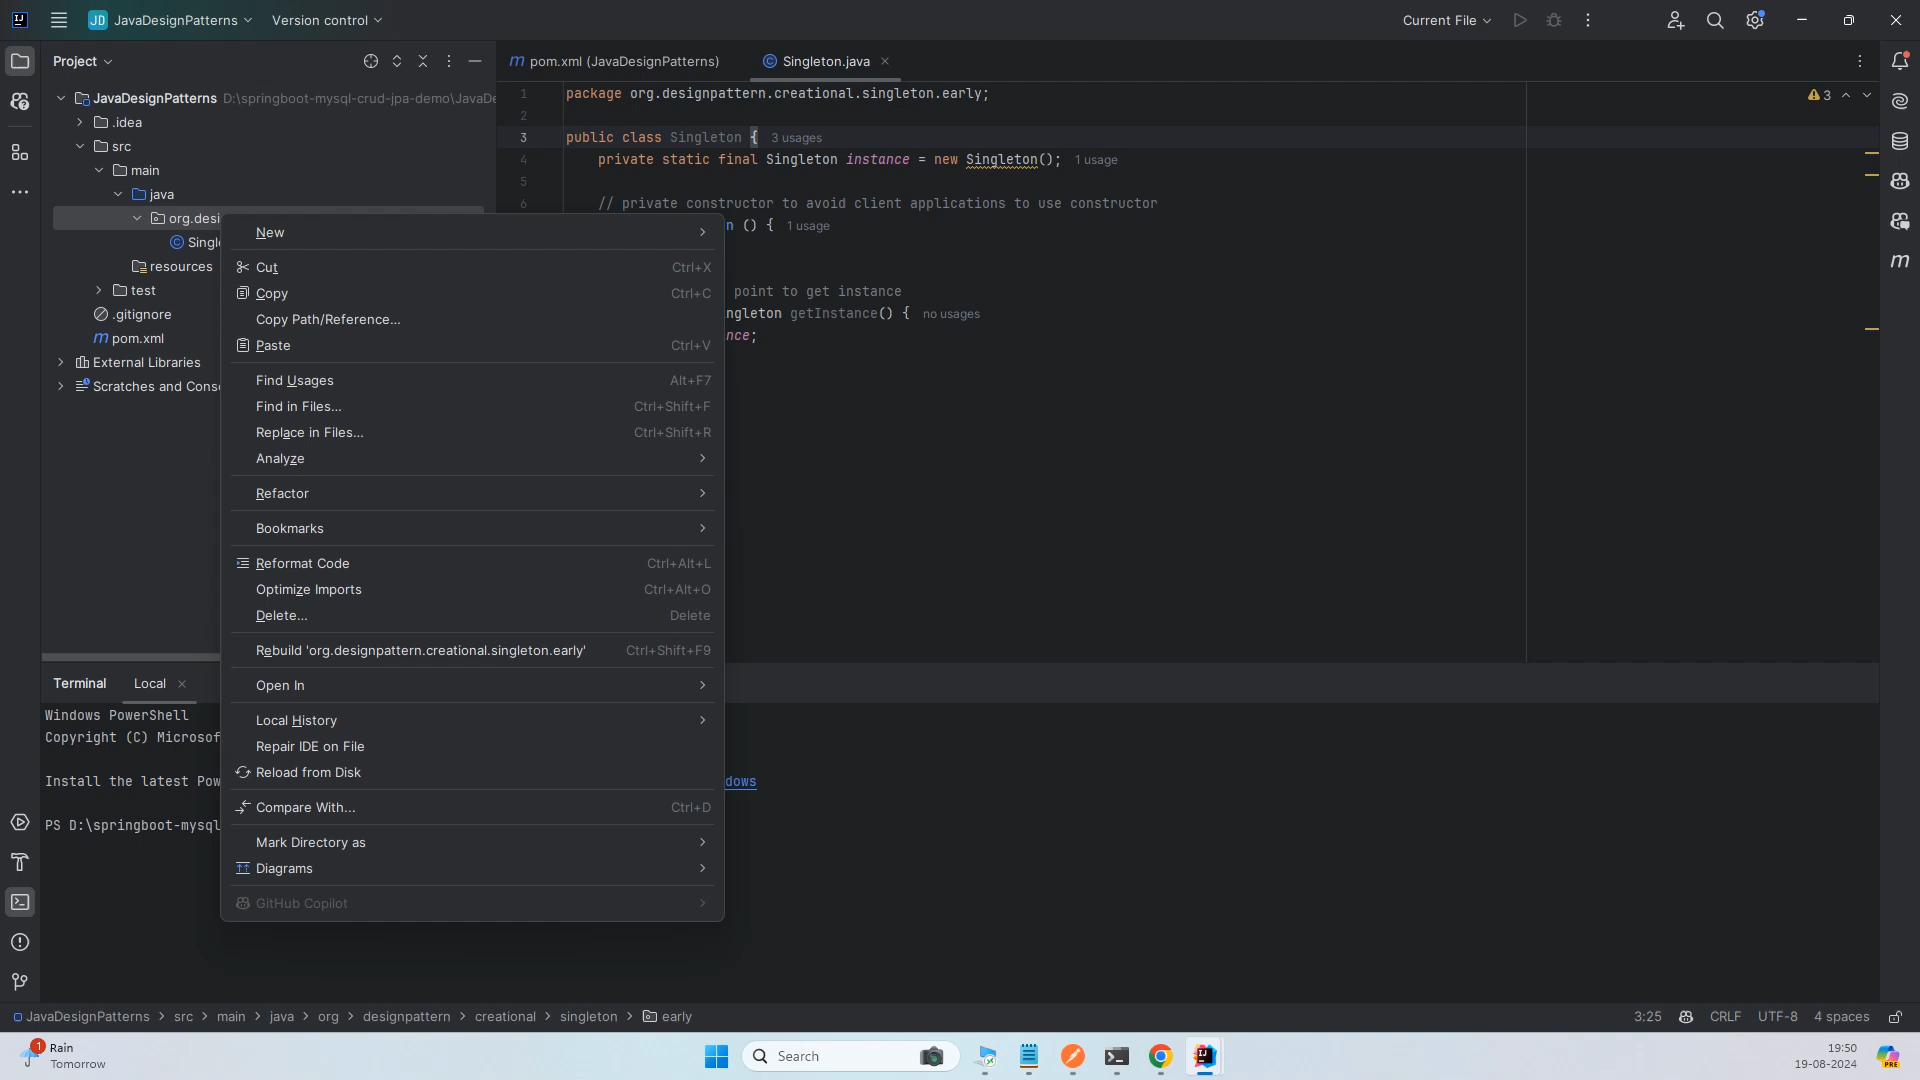 JD JavaDesignPatterns Version control Current File
Project
pom.xml (JavaDesignPatterns) Singleton.java
JavaDesignPatterns D:\springboot-mysql-crud-jpa-demo\JavaDe
.idea
src
main
java
org.desi
Singl
resources
test
.gitignore
pom.xml
External Libraries
Scratches and Cons
1 package org.designpattern.creational.singleton.early;
3
2
3 public class Singleton { 3 usages
4 private static final Singleton instance = new Singleton(); 1 usage
5
6 // private constructor to avoid client applications to use constructor
n () { 1 usage
point to get instance
ngleton getInstance() { no usages
nce;
New
Cut Ctrl+X
Copy Ctrl+C
Copy Path/Reference...
Paste Ctrl+V
Find Usages Alt+F7
Find in Files... Ctrl+Shift+F
Replace in Files... Ctrl+Shift+R
Analyze
Refactor
Bookmarks
Reformat Code Ctrl+Alt+L
Optimize Imports Ctrl+Alt+O
Delete... Delete
Rebuild 'org.designpattern.creational.singleton.early' Ctrl+Shift+F9
Open In
Local History
Repair IDE on File
Reload from Disk
Compare With... Ctrl+D
Mark Directory as
Diagrams
GitHub Copilot
Terminal Local
Windows PowerShell
Copyright (C) Microsof
Install the latest Pow dows
PS D:\springboot-mysql
JavaDesignPatterns > src > main > java > org > designpattern > creational > singleton > early
3:25 CRLF UTF-8 4 spaces
1 Rain
Tomorrow
Search
19:50
19-08-2024
PRE